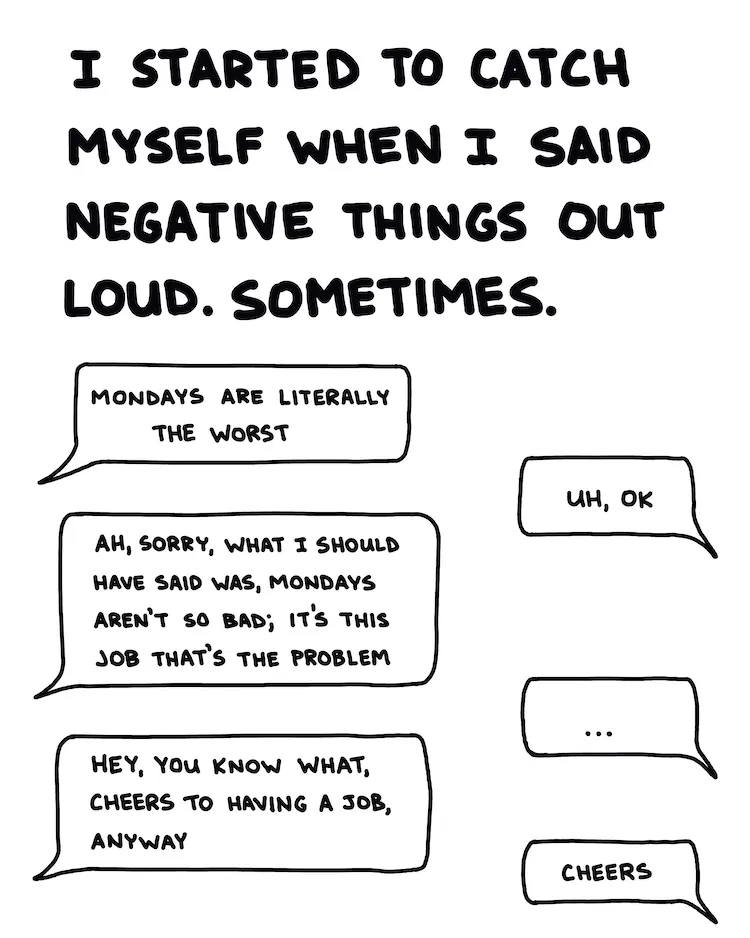 I STARTED TO CATCH
MYSELF WHEN I SAID
NEGATIVE THINGS OUT
LOUD. SOMETIMES.
MONDAYS ARE LITERALLY
THE WORST
UH, OK
AH, SORRY, WHAT I SHOULD
HAVE SAID WAS, MONDAYS
AREN'T SO BAD; IT'S THIS
JOB THAT'S THE PROBLEM
...
HEY, YOU KNOW WHAT,
CHEERS TO HAVING A JOB,
ANYWAY
CHEERS